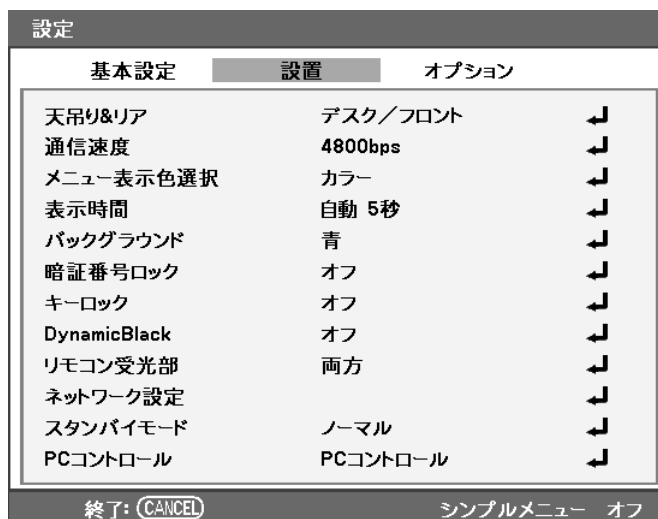 設定
基本設定 設置 オプション
天吊り&リア デスク／フロント
通信速度 4800bps
メニュー表示色選択 カラー
表示時間 自動 5秒
バックグラウンド 青
暗証番号ロック オフ
キーロック オフ
DynamicBlack オフ
リモコン受光部 両方
ネットワーク設定
スタンバイモード ノーマル
PCコントロール PCコントロール
終了: CANCEL シンプルメニュー オフ